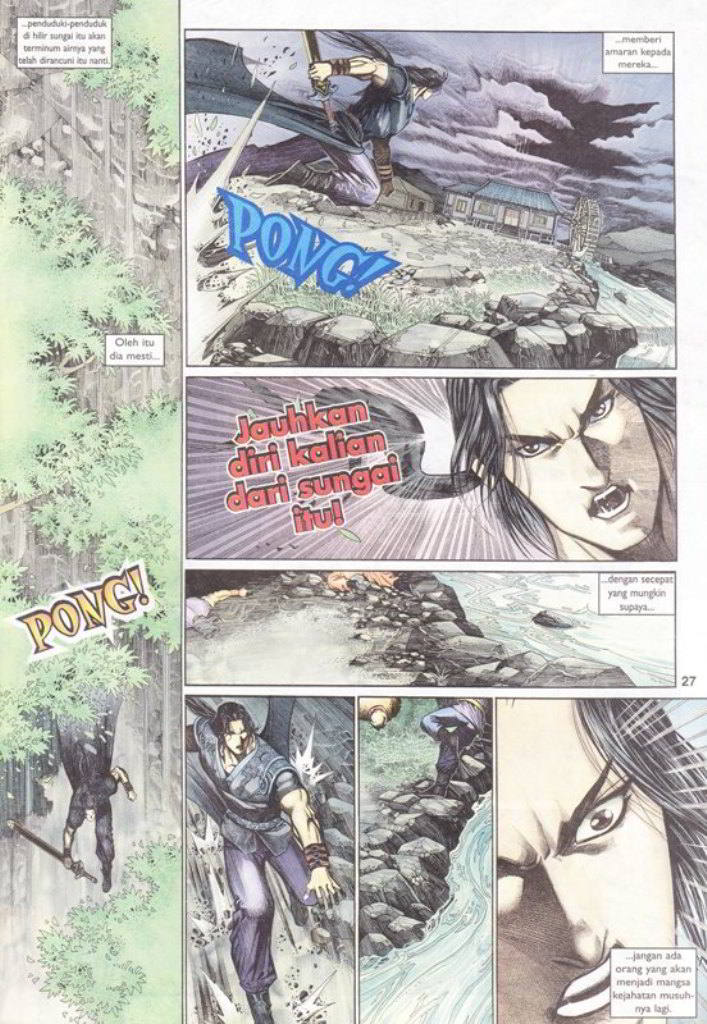 ...penduduki-penduduk
di hilir sungai itu akan
terminum airnya yang
telah dirancuni itu nanti.
Oleh itu
dia mesti...
PONG!
...memberi
amaran kepada
mereka...
PONG!
Jauhkan
diri kalian
dari sungai
itu!
...dengan secepat
yang mungkin
supaya...
27
...jangan ada
orang yang akan
menjadi mangsa
kejahatan musuh-
nya lagi.